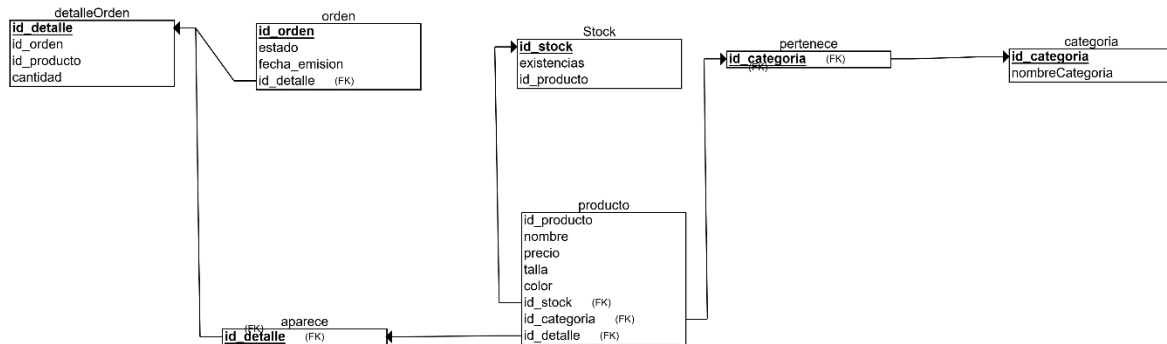 detalleOrden
id_detalle
id_orden
id_producto
cantidad
orden
id_orden
estado
fecha_emision
id_detalle (FK)
Stock
id_stock
existencias
id_producto
pertenece
id_categoria (FK)
(FK)
categoria
id_categoria
nombreCategoria
producto
id_producto
nombre
precio
talla
color
id_stock (FK)
id_categoria (FK)
id_detalle (FK)
aparece
(FK)
id_detalle (FK)